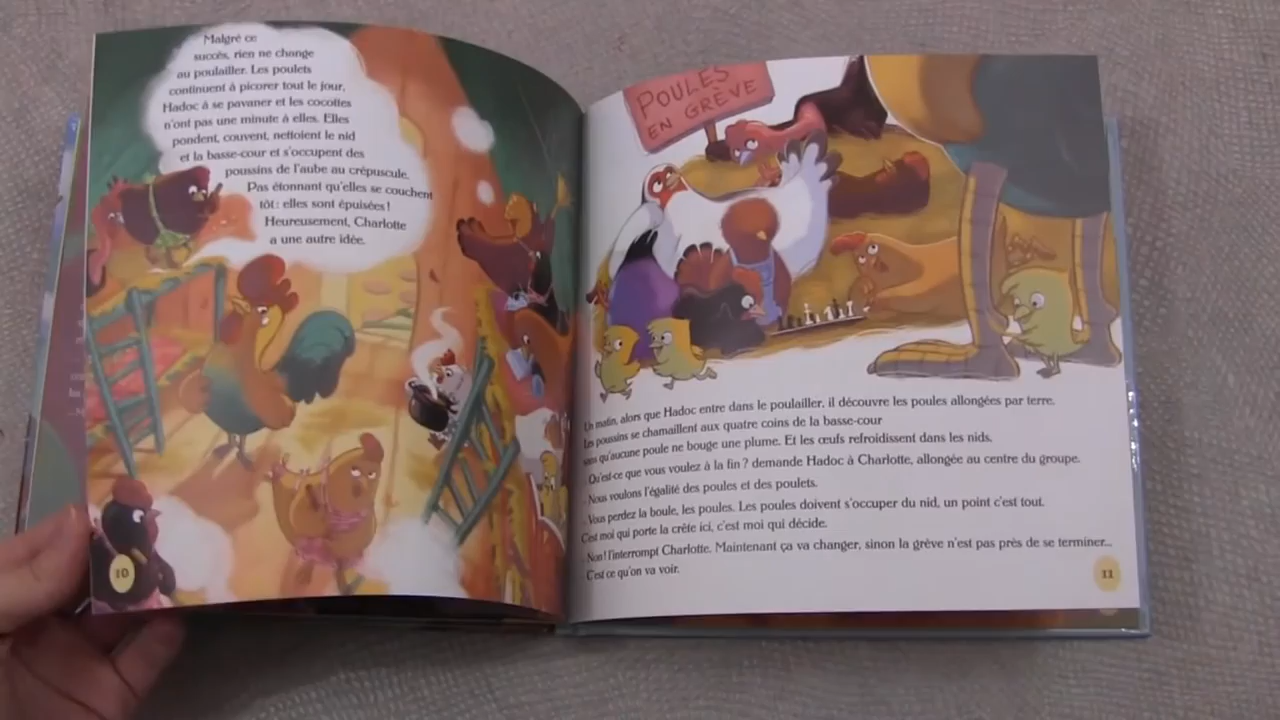 Malgré ce
succès, rien ne change
au poulailler. Les poulets
continuent à picorer tout le jour,
Hadoc à se pavaner et les cocottes
n'ont pas une minute à elles. Elles
pondent, couvent, nettoient le nid
et la basse-cour et s'occupent des
poussins de l'aube au crépuscule.
Pas étonnant qu'elles se couchent
tôt : elles sont épuisées !
Heureusement, Charlotte
a une autre idée.
10
POULES
EN GRÈVE
Un matin, alors que Hadoc entre dans le poulailler, il découvre les poules allongées par terre.
Les poussins se chamaillent aux quatre coins de la basse-cour
sans qu'aucune poule ne bouge une plume. Et les œufs refroidissent dans les nids.
- Qu'est-ce que vous voulez à la fin ? demande Hadoc à Charlotte, allongée au centre du groupe.
- Nous voulons l'égalité des poules et des poulets.
- Vous perdez la boule, les poules. Les poules doivent s'occuper du nid, un point c'est tout.
C'est moi qui porte la crête ici, c'est moi qui décide.
- Non ! l'interrompt Charlotte. Maintenant ça va changer, sinon la grève n'est pas près de se terminer...
- C'est ce qu'on va voir.
11